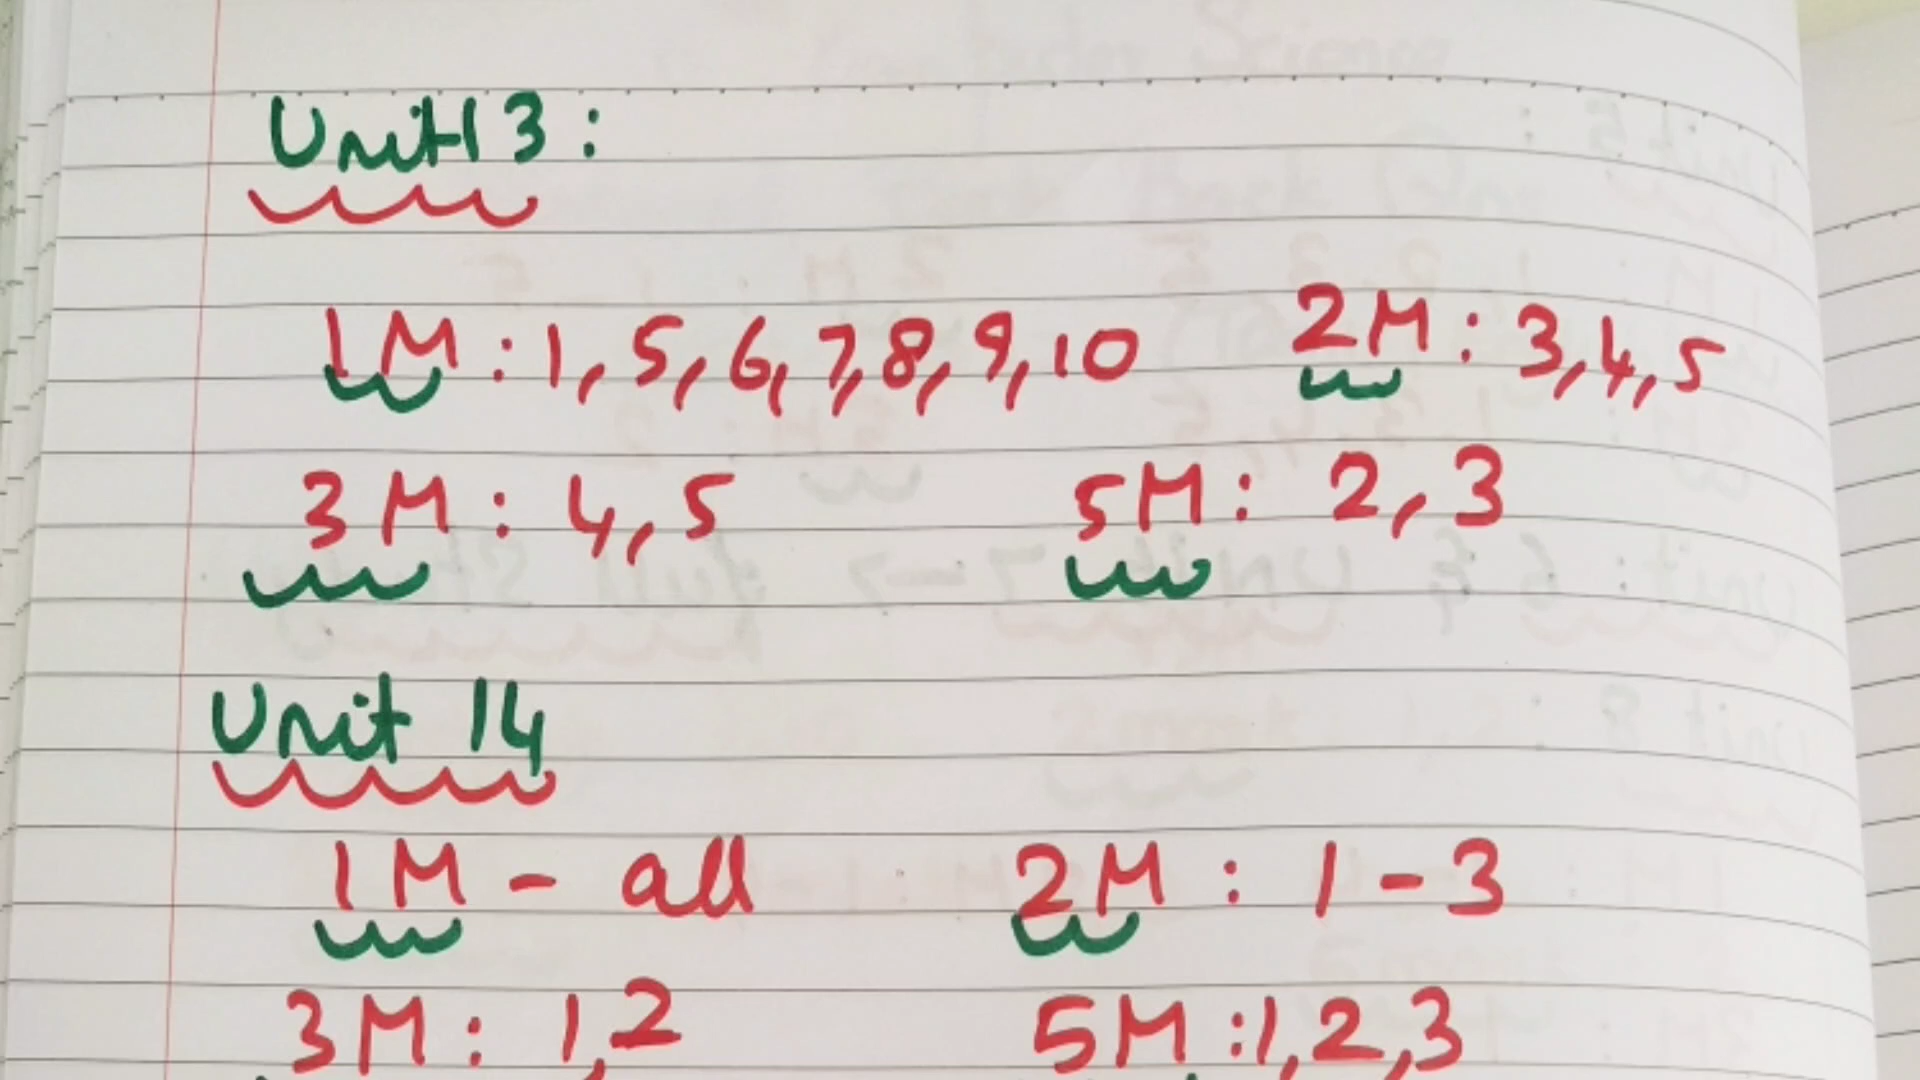 Unit 13 :
1M : 1, 5, 6, 7, 8, 9, 10 2M : 3, 4, 5
3M : 4, 5 5M : 2, 3
Unit 14
1M - all 2M : 1 - 3
3M : 1, 2 5M : 1, 2, 3